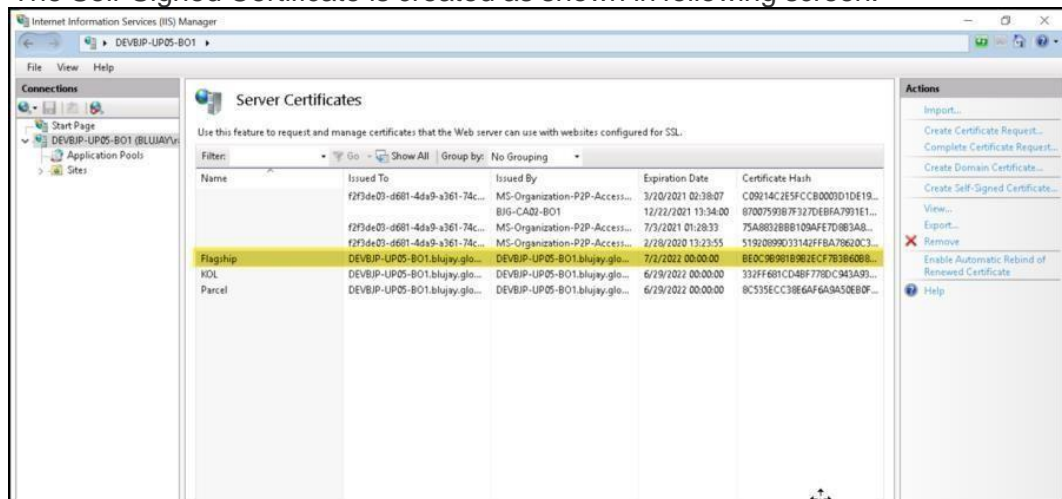 The Self-Signed Certificate is created as shown in following screen.
Internet Information Services (IIS) Manager
DEVBJP-UP05-BO1
File View Help
Connections
Start Page
DEVBJP-UP05-BO1 (BLUJAY\r
Application Pools
Sites
Server Certificates
Use this feature to request and manage certificates that the Web server can use with websites configured for SSL.
Filter: Go Show All Group by: No Grouping
Name Issued To Issued By Expiration Date Certificate Hash
f2f3de03-d681-4da9-a361-74c... MS-Organization-P2P-Access... 3/20/2021 02:38:07 C09214C2E5FCCB0003D1DE19...
BJG-CA02-BO1 12/22/2021 13:34:00 87007593B7F327DEBFA7931E1...
f2f3de03-d681-4da9-a361-74c... MS-Organization-P2P-Access... 7/3/2021 01:28:33 75A8832BBB109AFE7D8B3A8...
f2f3de03-d681-4da9-a361-74c... MS-Organization-P2P-Access... 2/28/2020 13:23:55 51920899D33142FFBA78620C3...
Flagship DEVBJP-UP05-BO1.blujay.glo... DEVBJP-UP05-BO1.blujay.glo... 7/2/2022 00:00:00 BE0C9B981B9B2ECF7B3B60B8...
KOL DEVBJP-UP05-BO1.blujay.glo... DEVBJP-UP05-BO1.blujay.glo... 6/29/2022 00:00:00 332FF681CD4BF778DC943A93...
Parcel DEVBJP-UP05-BO1.blujay.glo... DEVBJP-UP05-BO1.blujay.glo... 6/29/2022 00:00:00 8C535ECC38E6AF6A9A50EB0F...
Actions
Import...
Create Certificate Request...
Complete Certificate Request...
Create Domain Certificate...
Create Self-Signed Certificate...
View...
Export...
Remove
Enable Automatic Rebind of
Renewed Certificate
Help